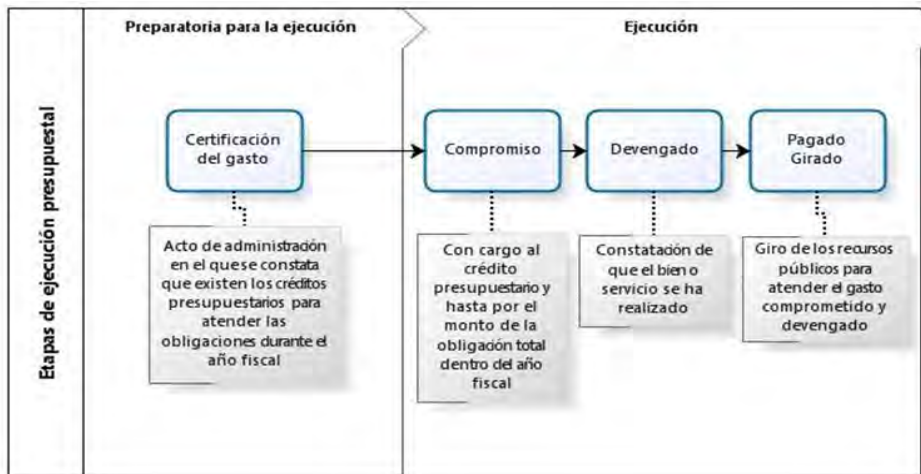 Preparatoria para la ejecución
Ejecución
Etapas de ejecución presupuestal
Certificación
del gasto
Compromiso
Devengado
Pagado
Girado
Acto de administración
en el que se constata
que existen los créditos
presupuestarios para
atender las
obligaciones durante el
año fiscal
Con cargo al
crédito
presupuestario y
hasta por el
monto de la
obligación total
dentro del año
fiscal
Constatación de
que el bien o
servicio se ha
realizado
Giro de los recursos
públicos para
atender el gasto
comprometido y
devengado